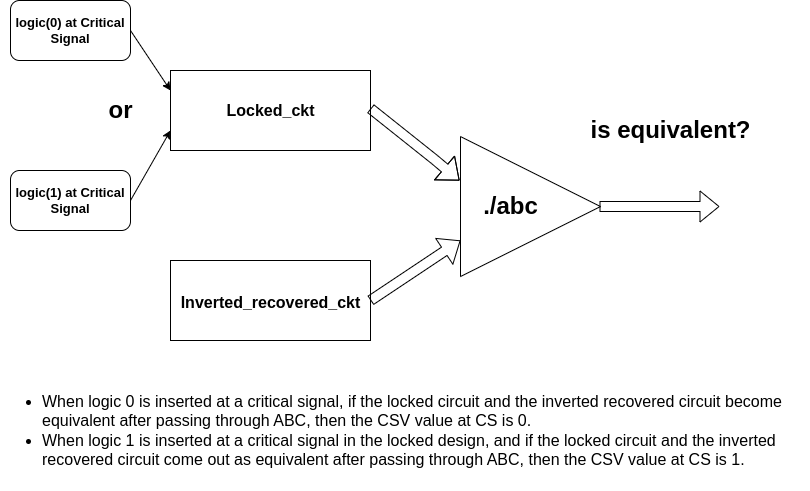 logic(0) at Critical
Signal
or
logic(1) at Critical
Signal
Locked_ckt
Inverted_recovered_ckt
./abc
is equivalent?
• When logic 0 is inserted at a critical signal, if the locked circuit and the inverted recovered circuit become
equivalent after passing through ABC, then the CSV value at CS is 0.
• When logic 1 is inserted at a critical signal in the locked design, and if the locked circuit and the inverted
recovered circuit come out as equivalent after passing through ABC, then the CSV value at CS is 1.